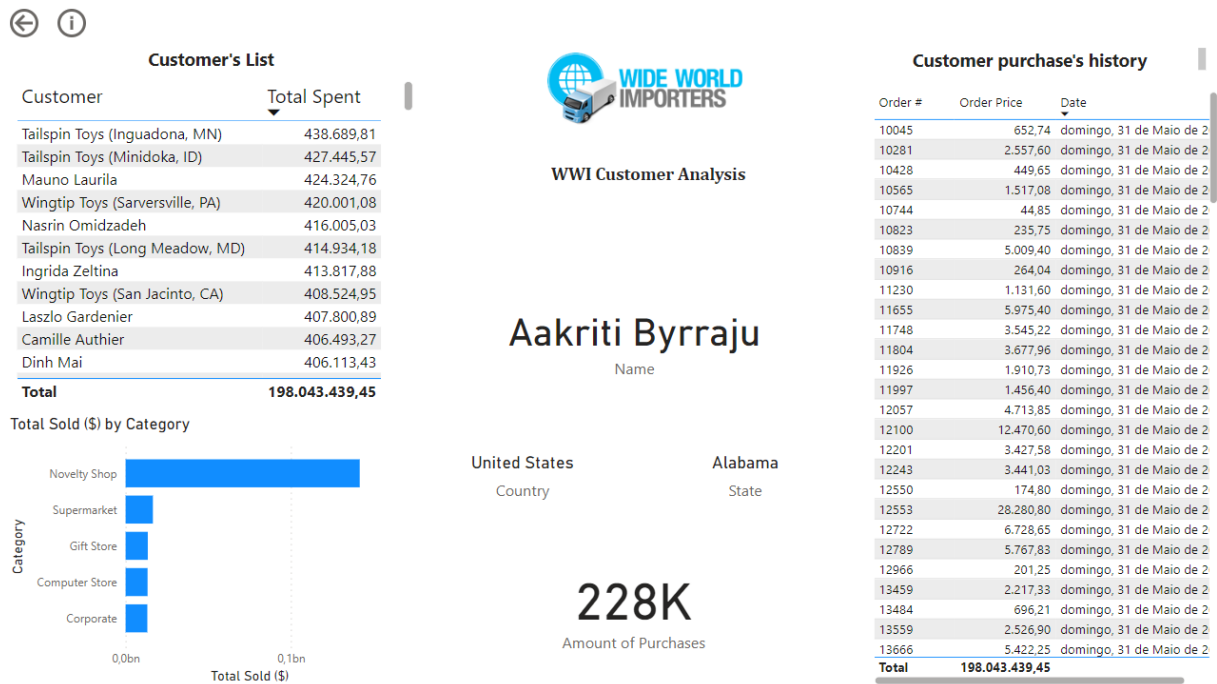 Customer's List
Customer Total Spent
Tailspin Toys (Inguadona, MN) 438.689,81
Tailspin Toys (Minidoka, ID) 427.445,57
Mauno Laurila 424.324,76
Wingtip Toys (Sarversville, PA) 420.001,08
Nasrin Omidzadeh 416.005,03
Tailspin Toys (Long Meadow, MD) 414.934,18
Ingrida Zeltina 413.817,88
Wingtip Toys (San Jacinto, CA) 408.524,95
Laszlo Gardenier 407.800,89
Camille Authier 406.493,27
Dinh Mai 406.113,43
Total 198.043.439,45
Total Sold ($) by Category
Category
Novelty Shop
Supermarket
Gift Store
Computer Store
Corporate
0,0bn 0,1bn
Total Sold ($)
WIDE WORLD
IMPORTERS
WWI Customer Analysis
Aakriti Byrraju
Name
United States
Country
Alabama
State
228K
Amount of Purchases
Customer purchase's history
Order # Order Price Date
10045 652,74 domingo, 31 de Maio de 2
10281 2.557,60 domingo, 31 de Maio de 2
10428 449,65 domingo, 31 de Maio de 2
10565 1.517,08 domingo, 31 de Maio de 2
10744 44,85 domingo, 31 de Maio de 2
10823 235,75 domingo, 31 de Maio de 2
10839 5.009,40 domingo, 31 de Maio de 2
10916 264,04 domingo, 31 de Maio de 2
11230 1.131,60 domingo, 31 de Maio de 2
11655 5.975,40 domingo, 31 de Maio de 2
11748 3.545,22 domingo, 31 de Maio de 2
11804 3.677,96 domingo, 31 de Maio de 2
11926 1.910,73 domingo, 31 de Maio de 2
11997 1.456,40 domingo, 31 de Maio de 2
12057 4.713,85 domingo, 31 de Maio de 2
12100 12.470,60 domingo, 31 de Maio de 2
12201 3.427,58 domingo, 31 de Maio de 2
12243 3.441,03 domingo, 31 de Maio de 2
12550 174,80 domingo, 31 de Maio de 2
12553 28.280,80 domingo, 31 de Maio de 2
12722 6.728,65 domingo, 31 de Maio de 2
12789 5.767,83 domingo, 31 de Maio de 2
12966 201,25 domingo, 31 de Maio de 2
13459 2.217,33 domingo, 31 de Maio de 2
13484 696,21 domingo, 31 de Maio de 2
13559 2.526,90 domingo, 31 de Maio de 2
13666 5.422,25 domingo, 31 de Maio de 2
Total 198.043.439,45